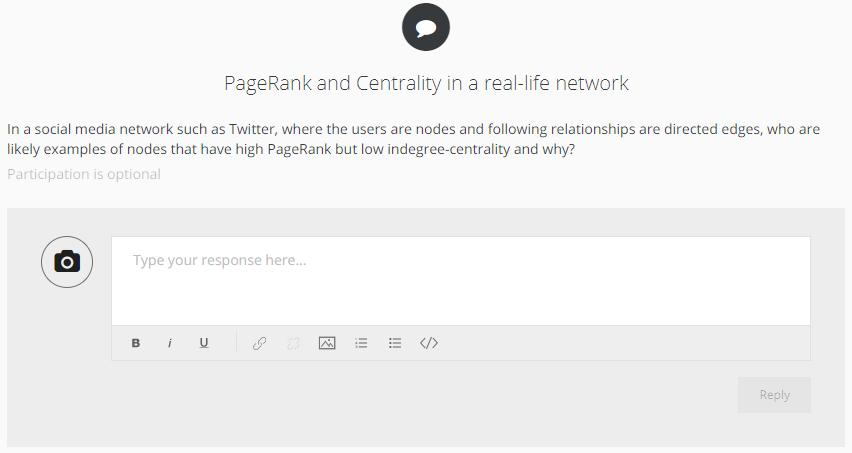 PageRank and Centrality in a real-life network
In a social media network such as Twitter, where the users are nodes and following relationships are directed edges, who are
likely examples of nodes that have high PageRank but low indegree-centrality and why?
Participation is optional
Type your response here...
B i U </>
Reply